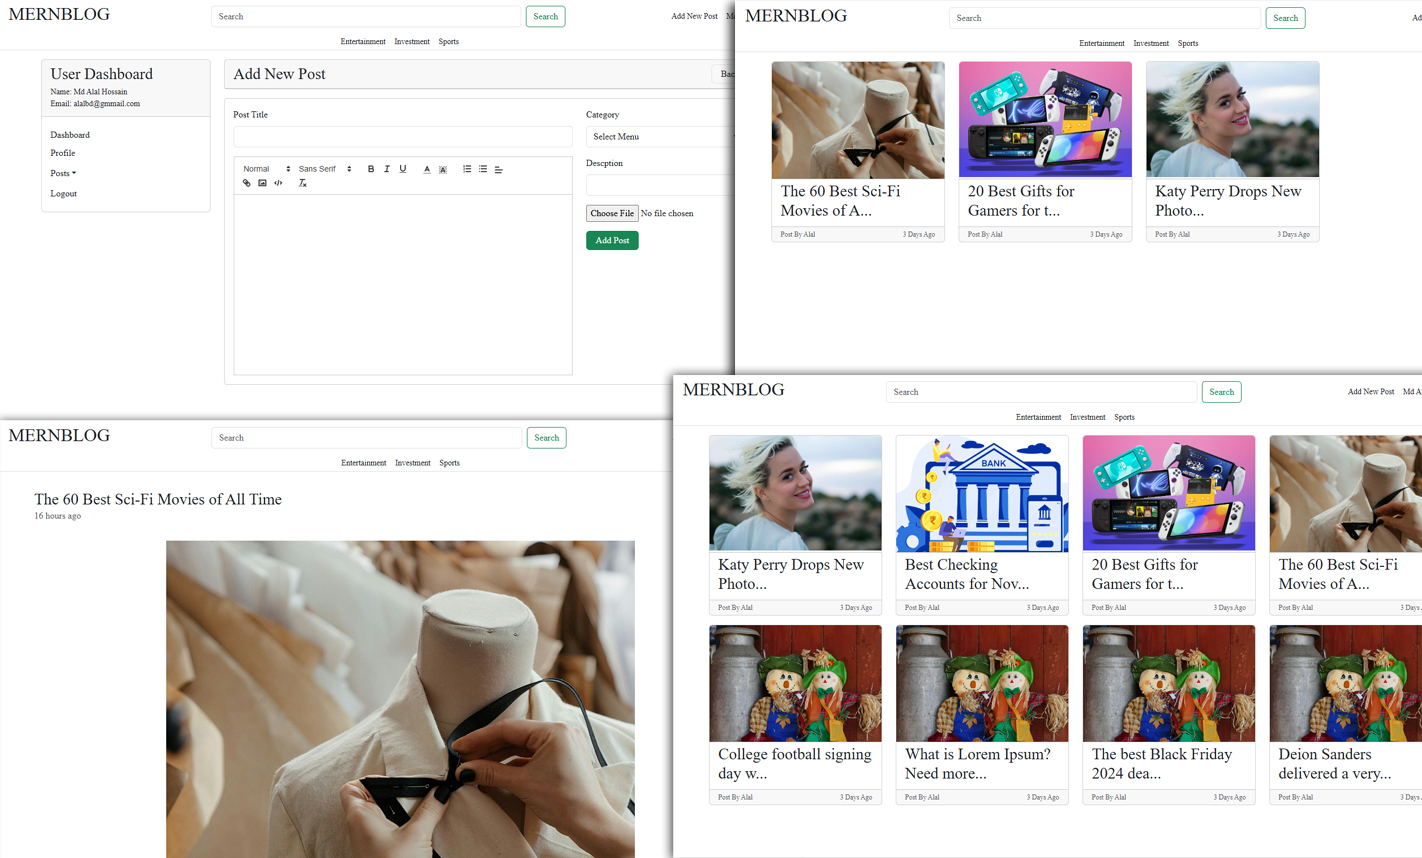 MERNBLOG
Search
Search
Add New Post
Entertainment Investment Sports
User Dashboard
Name: Md Alal Hossain
Email: alalbd@gmmail.com
Dashboard
Profile
Posts
Logout
Add New Post
Post Title
Normal Sans Serif B I U A A
Category
Select Menu
Descption
Choose File No file chosen
Add Post
MERNBLOG
Search
Search
Entertainment Investment Sports
The 60 Best Sci-Fi
Movies of A...
Post By Alal 3 Days Ago
20 Best Gifts for
Gamers for t...
Post By Alal 3 Days Ago
Katy Perry Drops New
Photo...
Post By Alal 3 Days Ago
MERNBLOG
Search
Search
Entertainment Investment Sports
The 60 Best Sci-Fi Movies of All Time
16 hours ago
MERNBLOG
Search
Search
Add New Post Md A
Entertainment Investment Sports
Katy Perry Drops New
Photo...
Post By Alal 3 Days Ago
BANK
Best Checking
Accounts for Nov...
Post By Alal 3 Days Ago
20 Best Gifts for
Gamers for t...
Post By Alal 3 Days Ago
The 60 Best Sci-Fi
Movies of A...
Post By Alal 3 Days
College football signing
day w...
Post By Alal 3 Days Ago
What is Lorem Ipsum?
Need more...
Post By Alal 3 Days Ago
The best Black Friday
2024 dea...
Post By Alal 3 Days Ago
Deion Sanders
delivered a very...
Post By Alal 3 Days